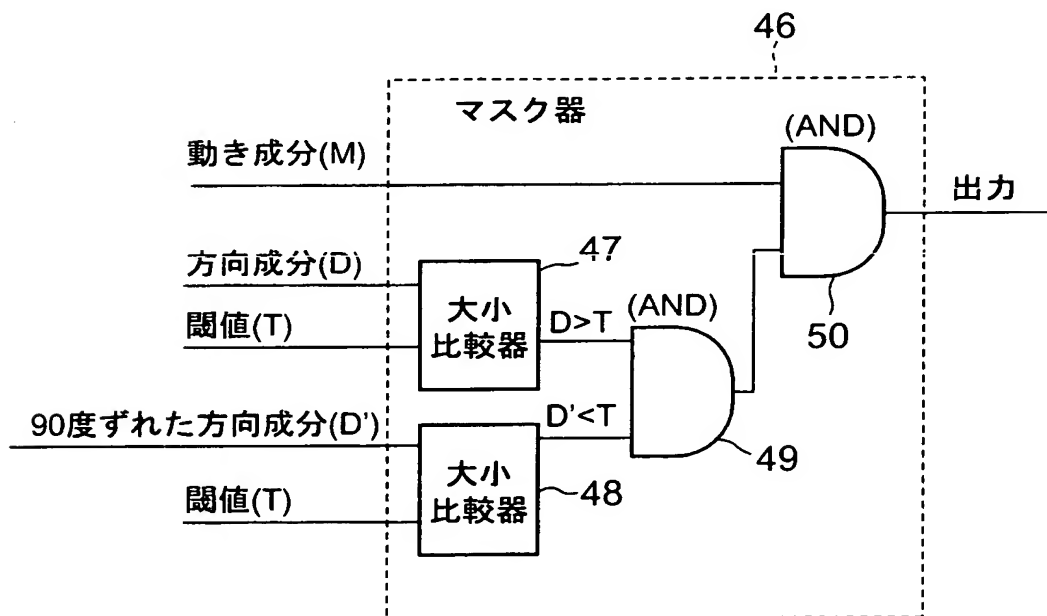 46
マスク器
(AND)
動き成分(M)
出力
方向成分(D)
47
50
閾値(T)
大小
比較器
D>T
(AND)
90度ずれた方向成分(D')
D'<T
49
大小
比較器
48
閾値(T)